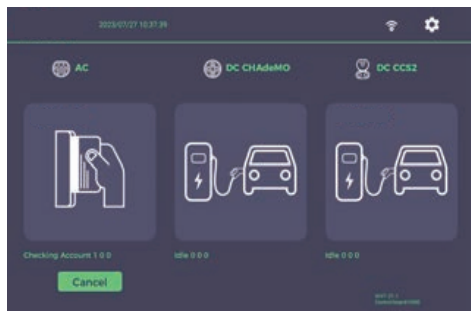 2023/07/27 10:37:39
AC
DC CHAdeMO
DC CCS2
Checking Account 1 0 0
Idle 0 0 0
Idle 0 0 0
Cancel